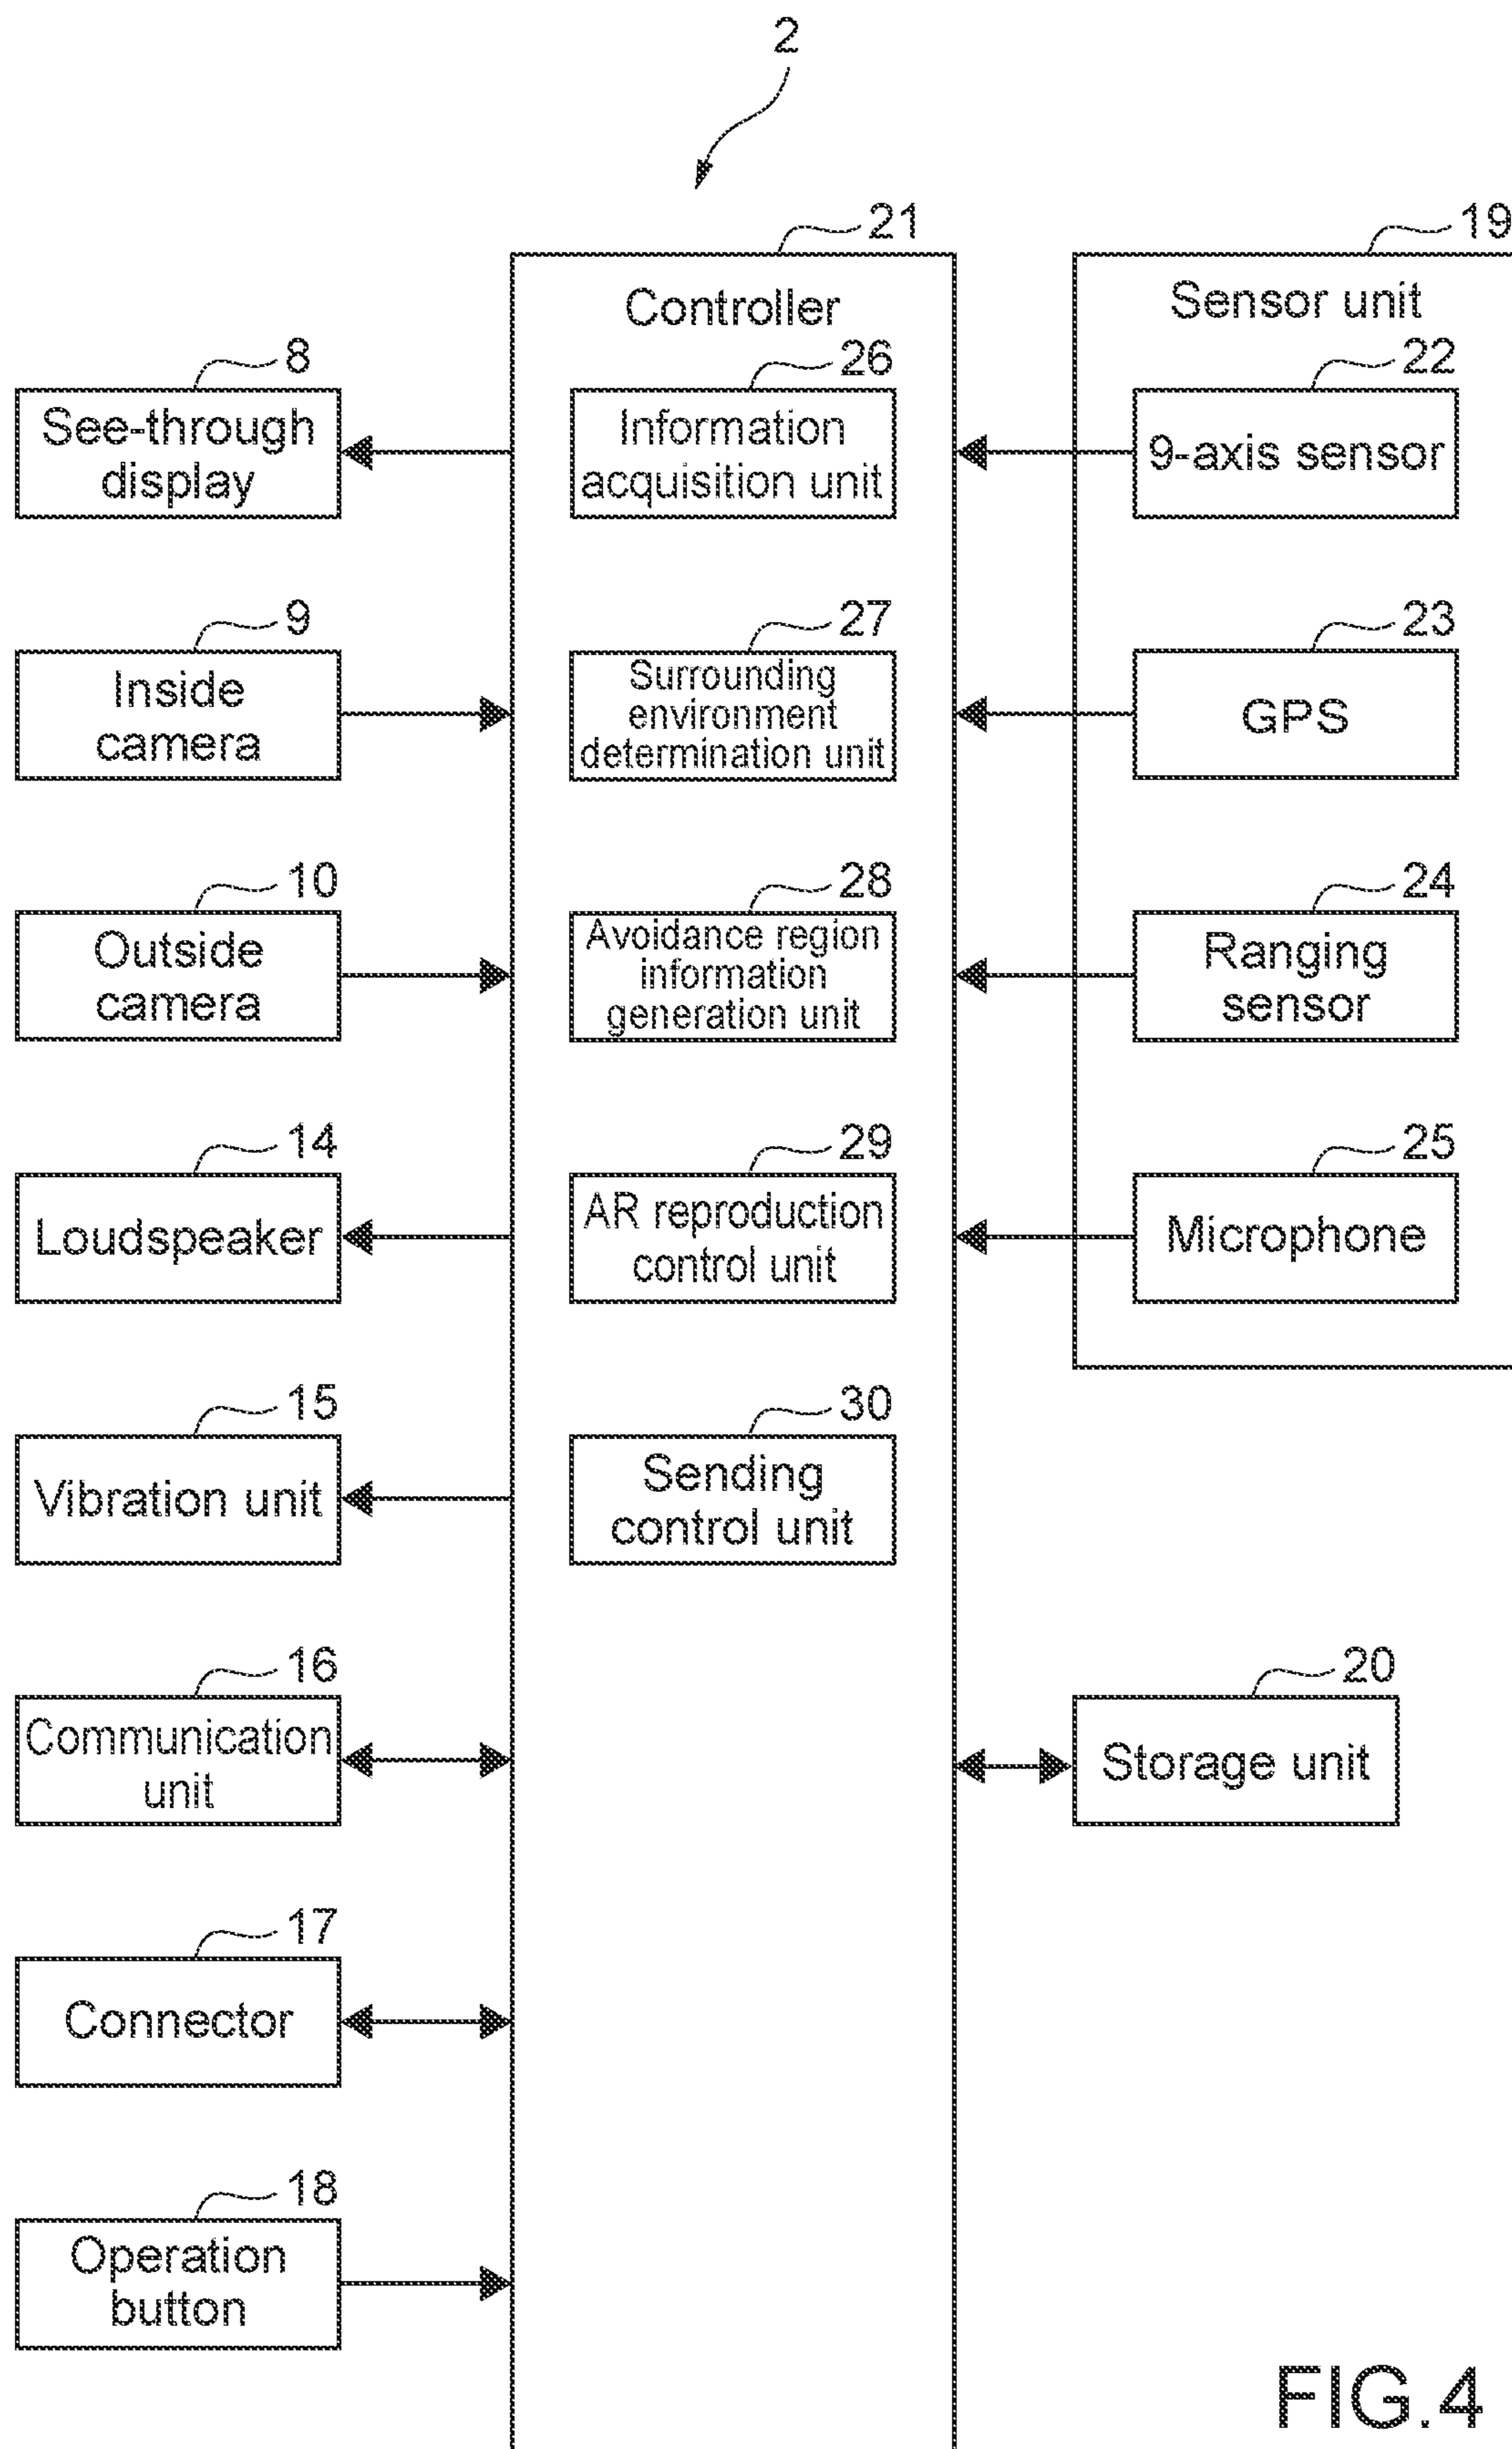 2
21
19
Controller
Sensor unit
8
26
22
See-through
display
Information
acquisition unit
9-axis sensor
9
27
23
Inside
camera
Surrounding
environment
determination unit
GPS
10
28
24
Outside
camera
Avoidance region
information
generation unit
Ranging
sensor
14
29
25
Loudspeaker
AR reproduction
control unit
Microphone
15
30
Vibration unit
Sending
control unit
16
20
Communication
unit
Storage unit
17
Connector
18
Operation
button
FIG.4